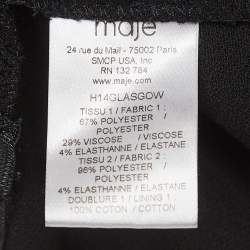 maje
24 rue du Mail - 75002 Paris
SMCP USA, Inc
RN 132 784
www.maje.com
H14GLASGOW
TISSU 1 / FABRIC 1 :
67% POLYESTER /
POLYESTER
29% VISCOSE / VISCOSE
4% ELASTHANNE / ELASTANE
TISSU 2 / FABRIC 2 :
96% POLYESTER /
POLYESTER
4% ELASTHANNE / ELASTANE
DOUBLURE 1 / LINING 1 :
100% COTON / COTTON